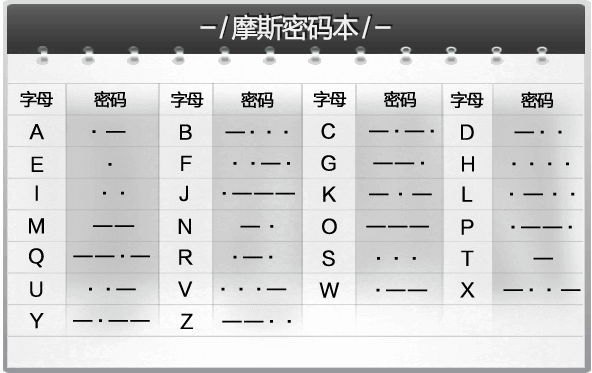 –/摩斯密码本/–
字母 密码 字母 密码 字母 密码 字母 密码
A ·— B —··· C —·—· D —··
E · F ··—· G ——· H ····
I ·· J ·——— K —·— L ·—··
M —— N —· O ——— P ·——·
Q ——·— R ·—· S ··· T —
U ··— V ···— W ·—— X —··—
Y —·—— Z ——··